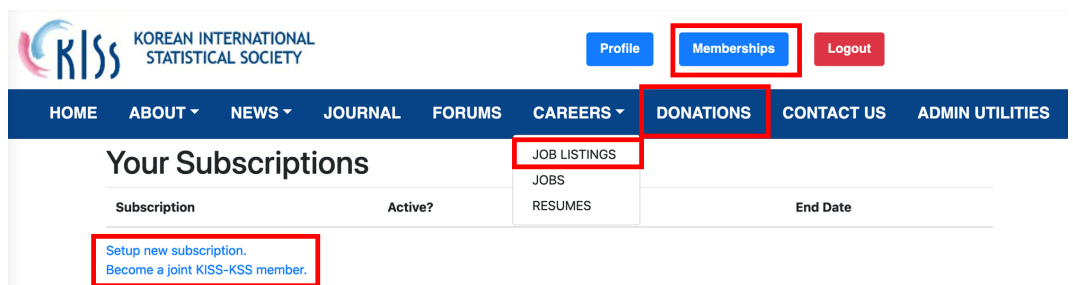 KISS KOREAN INTERNATIONAL
STATISTICAL SOCIETY
Profile Memberships Logout
HOME ABOUT NEWS JOURNAL FORUMS CAREERS DONATIONS CONTACT US ADMIN UTILITIES
Your Subscriptions
JOB LISTINGS
JOBS
RESUMES
Subscription Active? End Date
Setup new subscription.
Become a joint KISS-KSS member.